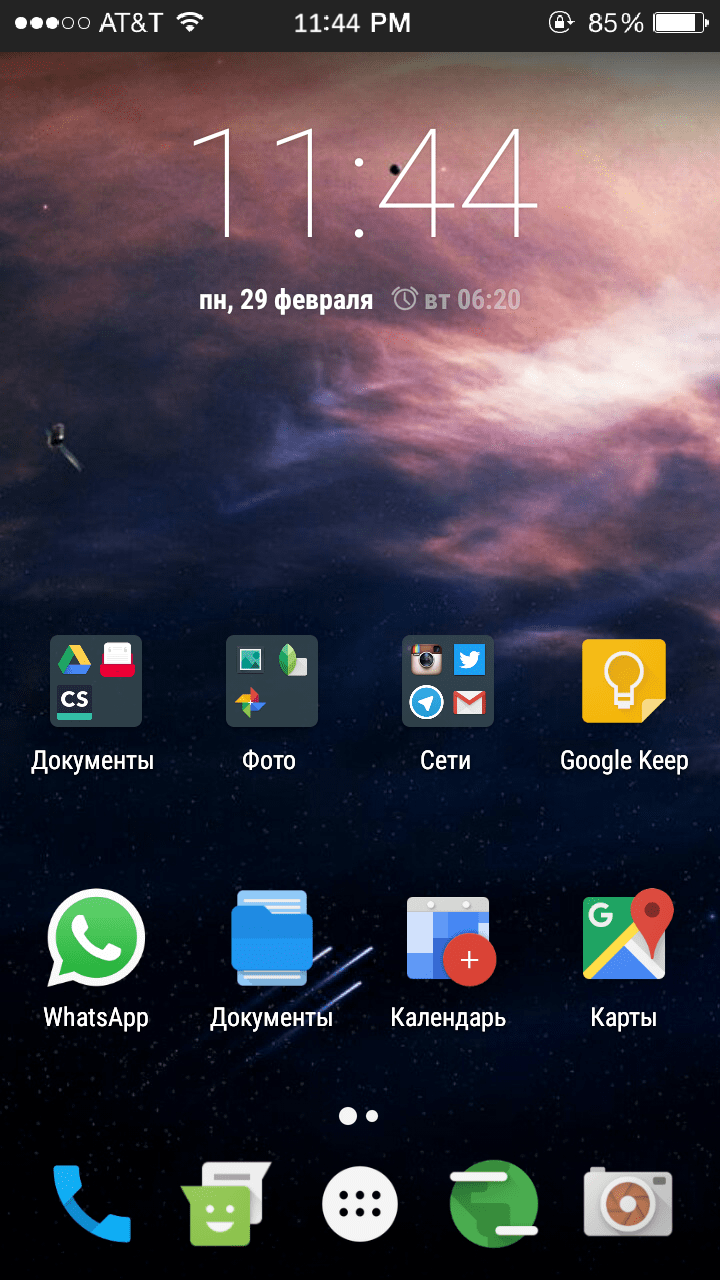 AT&T 11:44 PM 85%
11:44
пн, 29 февраля вт 06:20
CS
Документы Фото Сети Google Keep
G
WhatsApp Документы Календарь Карты